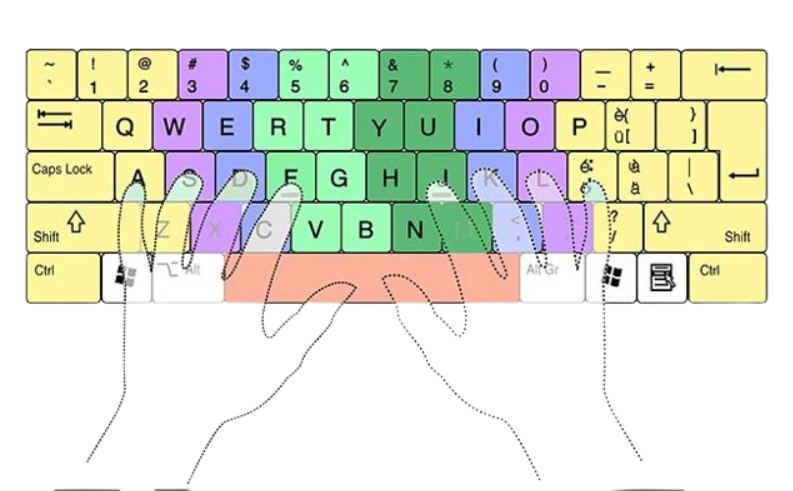 ~ ! @ # $ % ^ & * ( ) — +
` 1 2 3 4 5 6 7 8 9 0 - =
Q W E R T Y U I O P è{ ü[ } ]
Caps Lock A S D F G H J K L é: ö à ä | \
Shift Z X C V B N M < , . ? / Shift
Ctrl Alt Alt Gr Ctrl